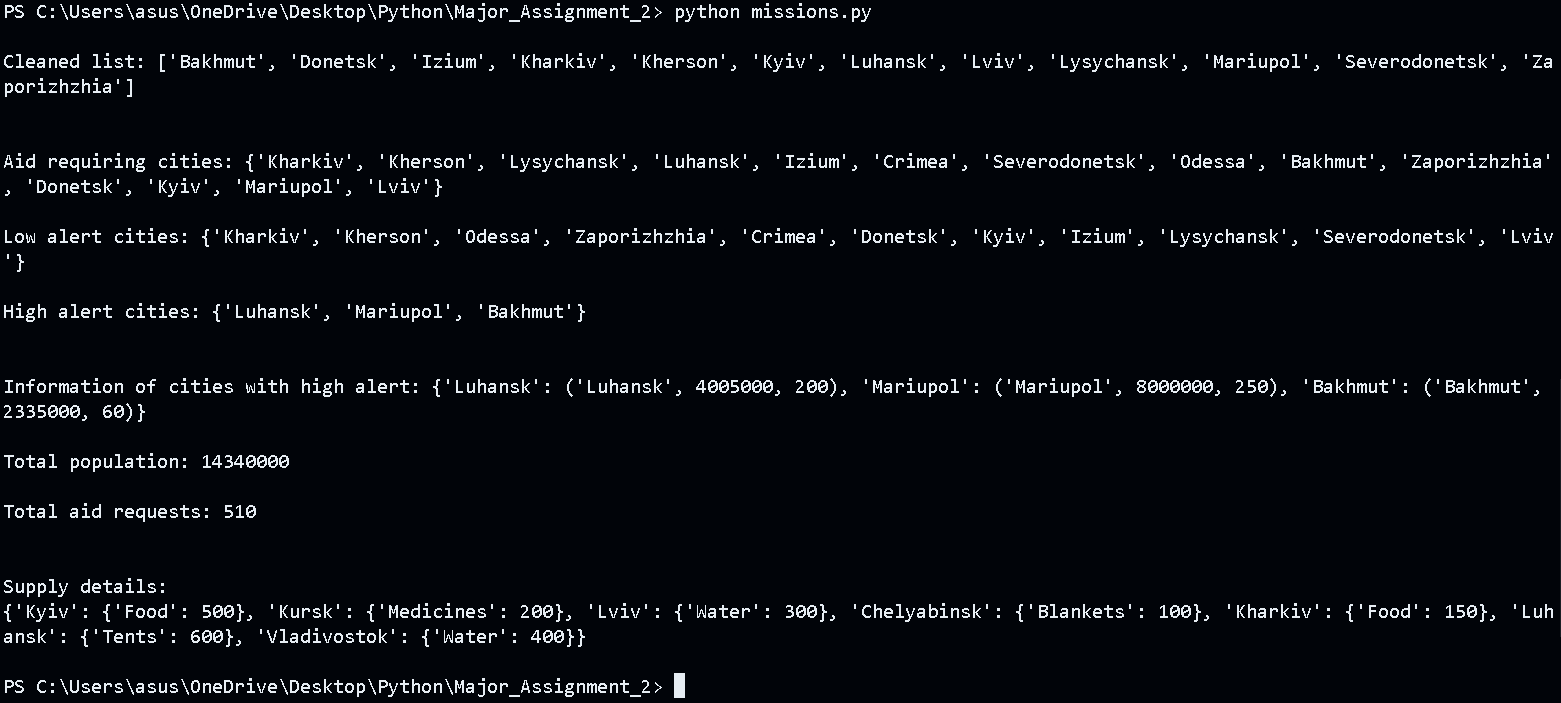 PS C:\Users\asus\OneDrive\Desktop\Python\Major_Assignment_2> python missions.py
Cleaned list: ['Bakhmut', 'Donetsk', 'Izium', 'Kharkiv', 'Kherson', 'Kyiv', 'Luhansk', 'Lviv', 'Lysychansk', 'Mariupol', 'Severodonetsk', 'Za
porizhzhia']
Aid requiring cities: {'Kharkiv', 'Kherson', 'Lysychansk', 'Luhansk', 'Izium', 'Crimea', 'Severodonetsk', 'Odessa', 'Bakhmut', 'Zaporizhzhia'
, 'Donetsk', 'Kyiv', 'Mariupol', 'Lviv'}
Low alert cities: {'Kharkiv', 'Kherson', 'Odessa', 'Zaporizhzhia', 'Crimea', 'Donetsk', 'Kyiv', 'Izium', 'Lysychansk', 'Severodonetsk', 'Lviv
'}
High alert cities: {'Luhansk', 'Mariupol', 'Bakhmut'}
Information of cities with high alert: {'Luhansk': ('Luhansk', 4005000, 200), 'Mariupol': ('Mariupol', 8000000, 250), 'Bakhmut': ('Bakhmut',
2335000, 60)}
Total population: 14340000
Total aid requests: 510
Supply details:
{'Kyiv': {'Food': 500}, 'Kursk': {'Medicines': 200}, 'Lviv': {'Water': 300}, 'Chelyabinsk': {'Blankets': 100}, 'Kharkiv': {'Food': 150}, 'Luh
ansk': {'Tents': 600}, 'Vladivostok': {'Water': 400}}
PS C:\Users\asus\OneDrive\Desktop\Python\Major_Assignment_2>